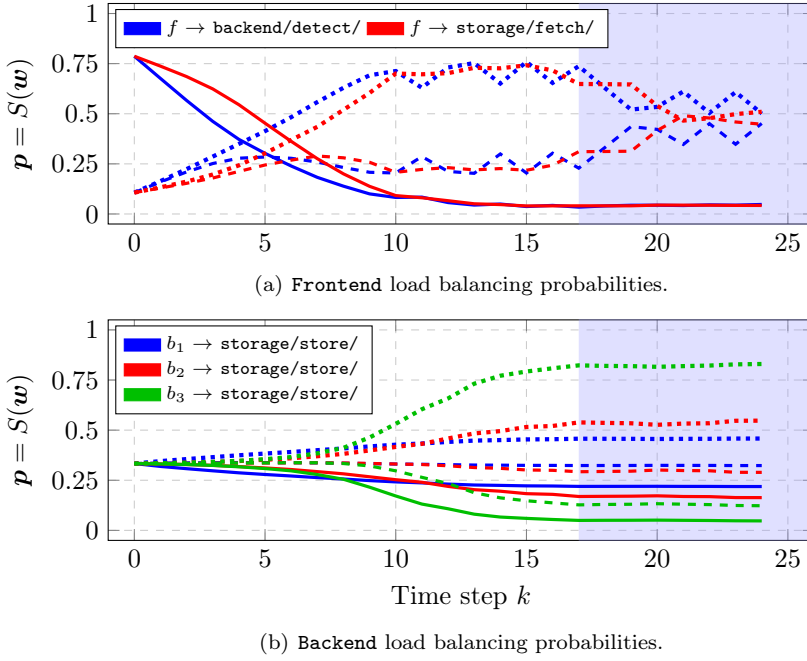 1
0.75
0.5
0.25
0
p = S(w)
f → backend/detect/ f → storage/fetch/
0 5 10 15 20 25
(a) Frontend load balancing probabilities.
1
0.75
0.5
0.25
0
p = S(w)
b1 → storage/store/
b2 → storage/store/
b3 → storage/store/
0 5 10 15 20 25
Time step k
(b) Backend load balancing probabilities.